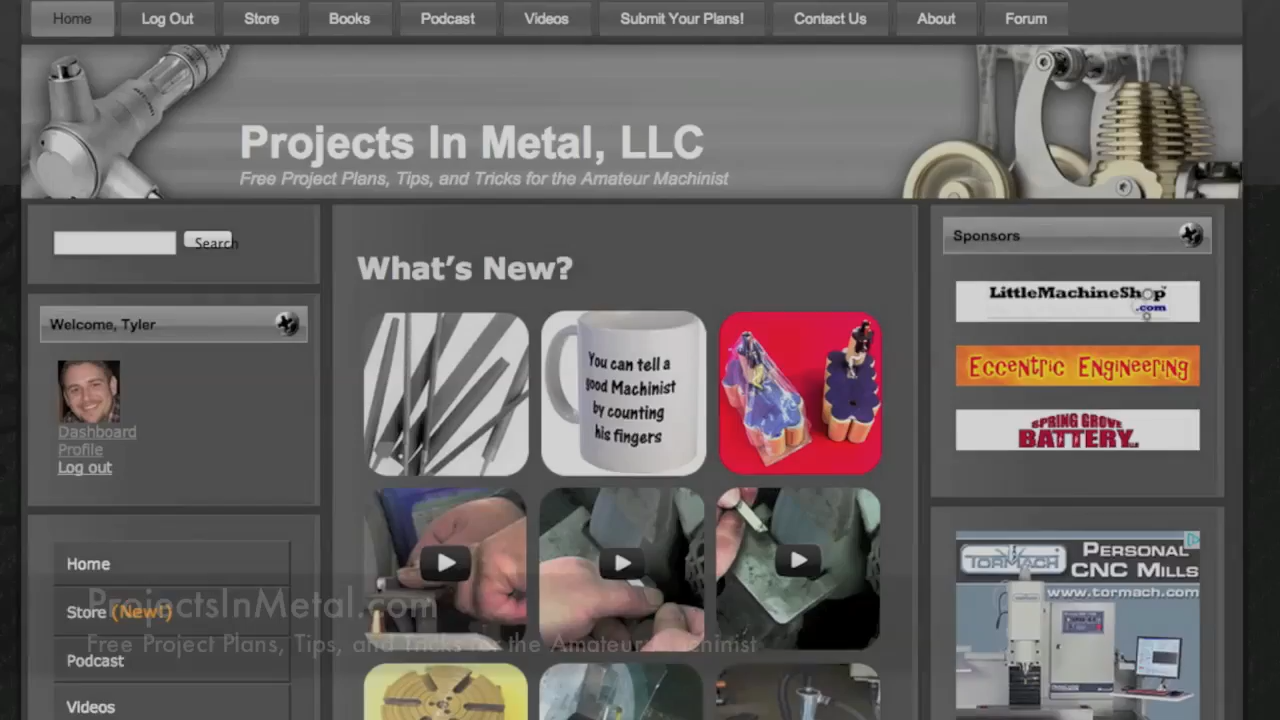 Home Log Out Store Books Podcast Videos Submit Your Plans! Contact Us About Forum
Projects In Metal, LLC
Free Project Plans, Tips, and Tricks for the Amateur Machinist
Search
Welcome, Tyler
Dashboard
Profile
Log out
Home
Store (New!)
Podcast
Videos
What's New?
You can tell a
good Machinist
by counting
his fingers
Sponsors
LittleMachineShop
.com
Eccentric Engineering
SPRING GROVE
BATTERY
TORMACH
PERSONAL
CNC MILLS
www.tormach.com
ProjectsInMetal.com
Free Project Plans, Tips, and Tricks for the Amateur Machinist